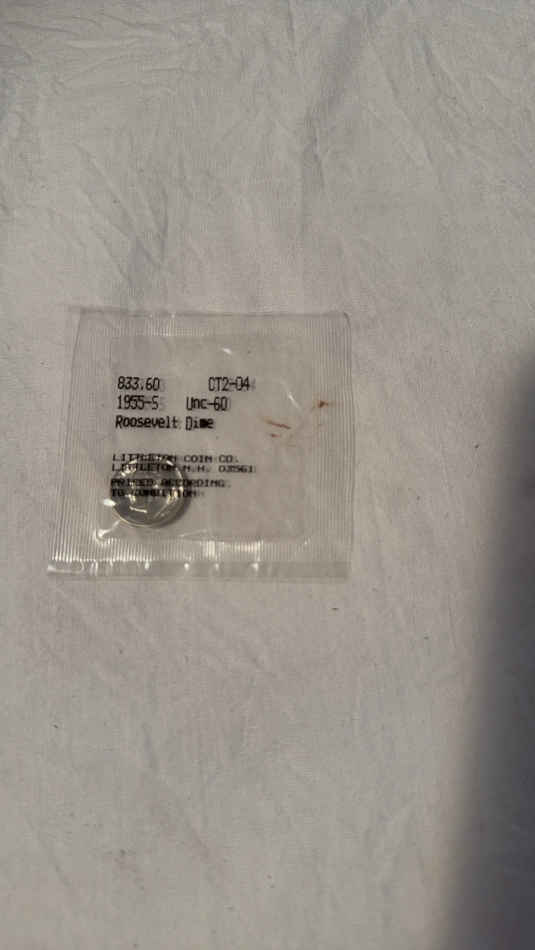 833.60 CT2-04
1955-S Unc-60
Roosevelt Dime
LITTLETON COIN CO.
LITTLETON N.H. 03561
PRICED ACCORDING
TO CONDITION